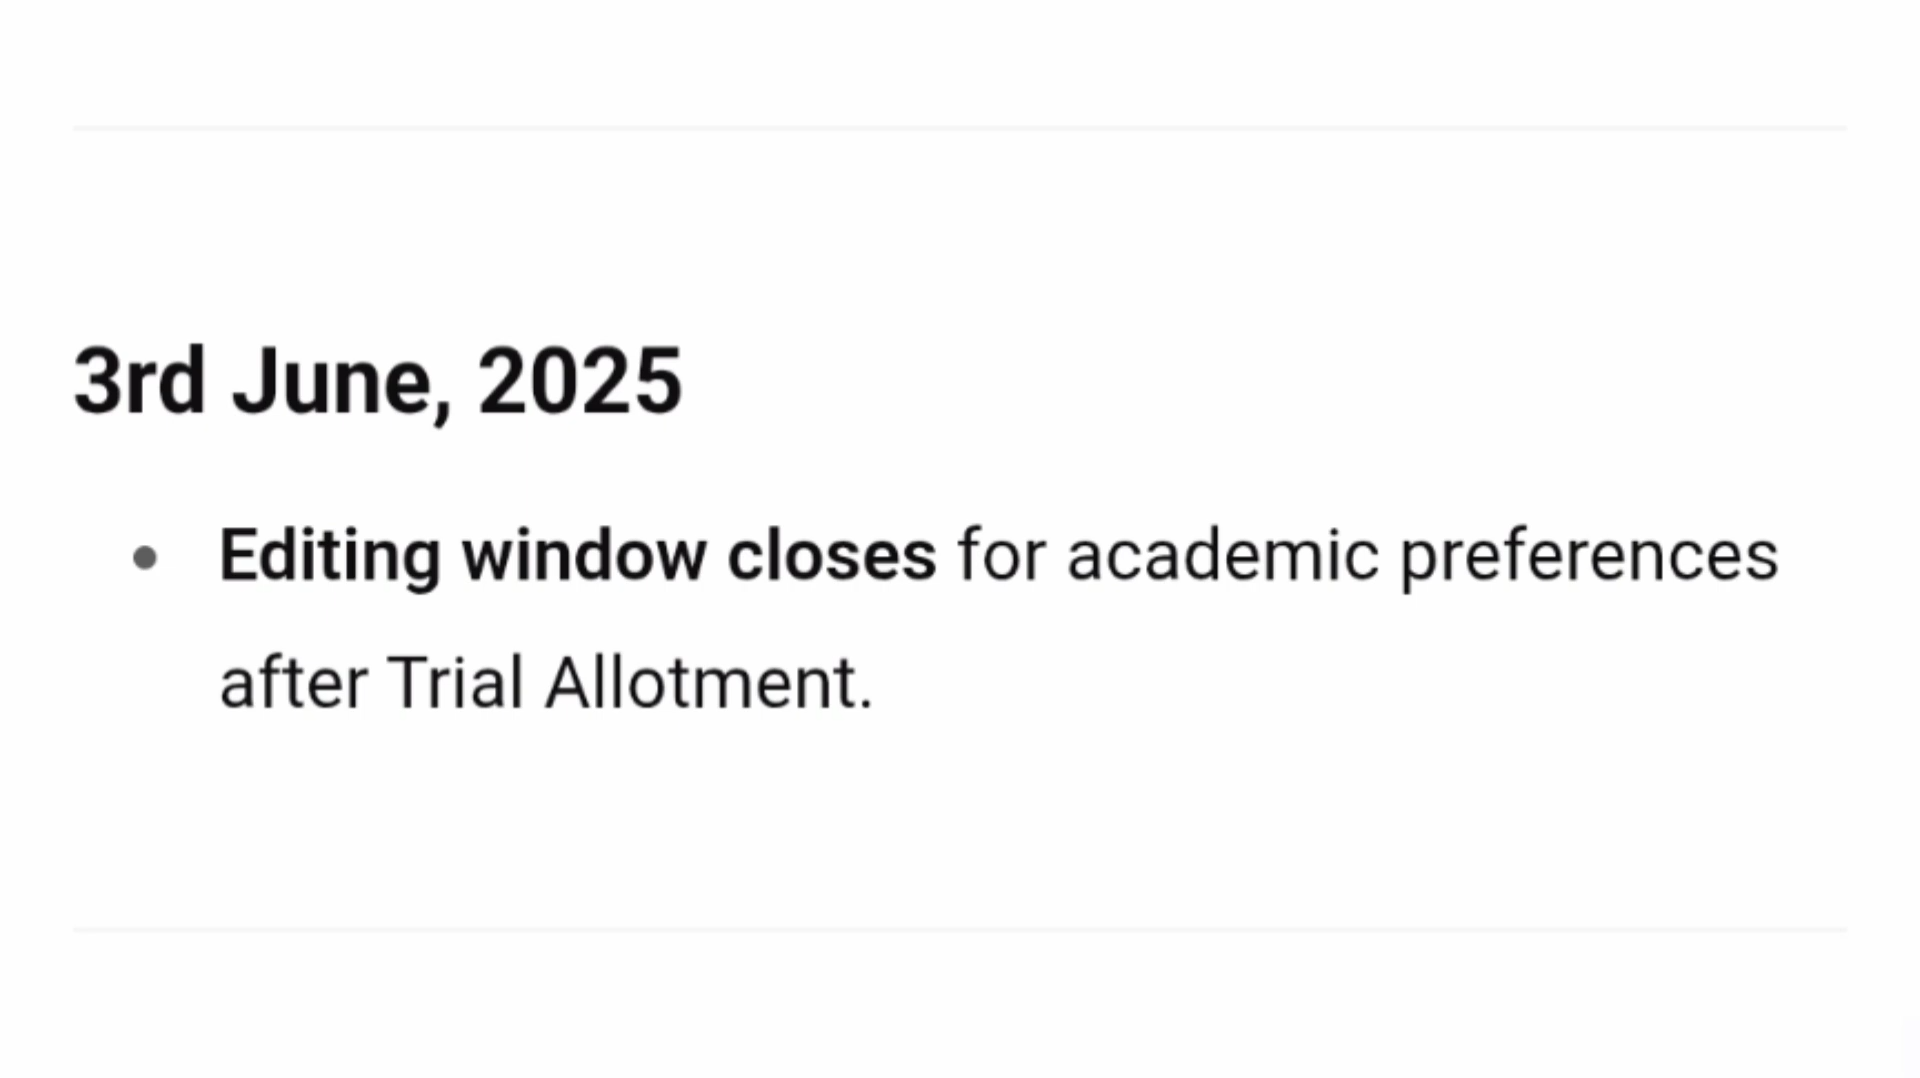 3rd June, 2025
• Editing window closes for academic preferences
after Trial Allotment.